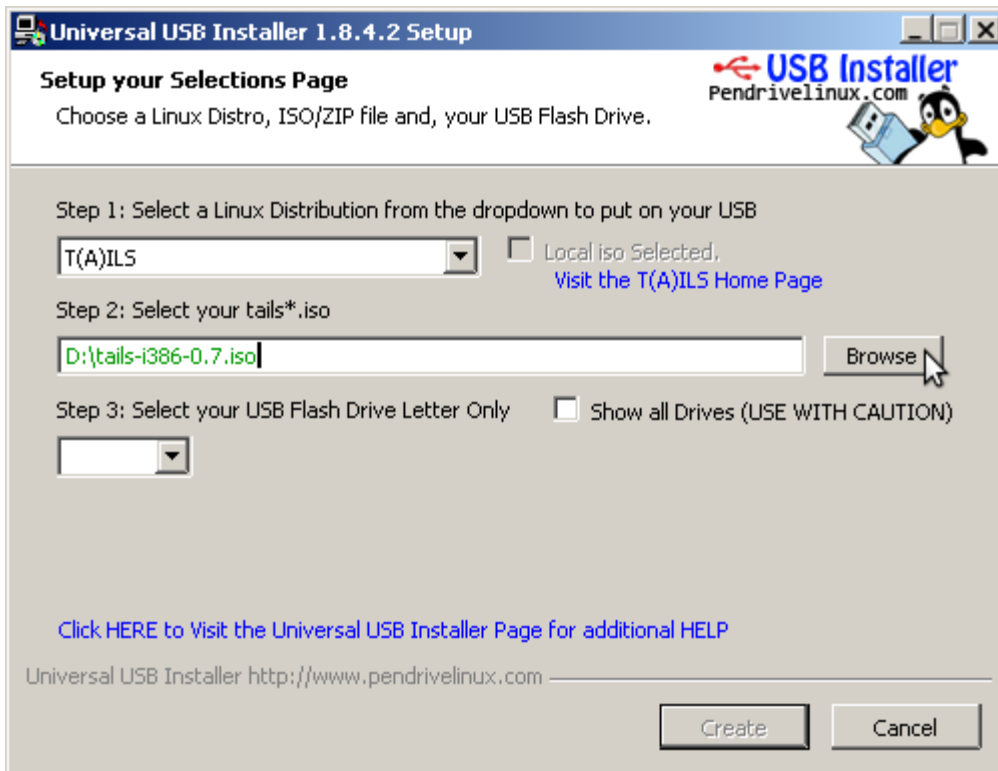 Universal USB Installer 1.8.4.2 Setup
Setup your Selections Page
Choose a Linux Distro, ISO/ZIP file and, your USB Flash Drive.
USB Installer
Pendrivelinux.com
Step 1: Select a Linux Distribution from the dropdown to put on your USB
T(A)ILS
Local iso Selected.
Visit the T(A)ILS Home Page
Step 2: Select your tails*.iso
D:\tails-i386-0.7.iso
Browse
Step 3: Select your USB Flash Drive Letter Only
Show all Drives (USE WITH CAUTION)
Click HERE to Visit the Universal USB Installer Page for additional HELP
Universal USB Installer http://www.pendrivelinux.com
Create
Cancel